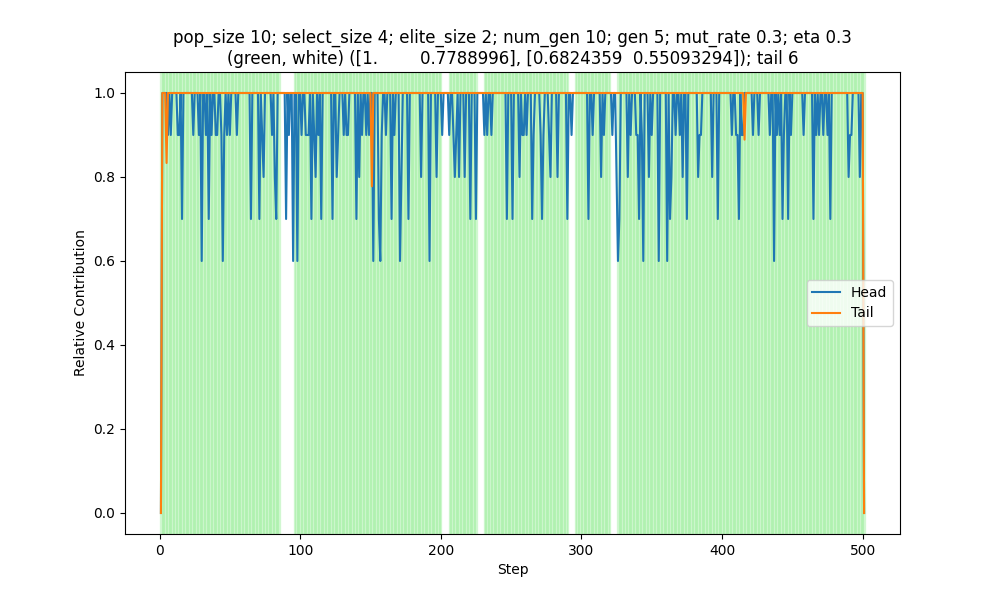 pop_size 10; select_size 4; elite_size 2; num_gen 10; gen 5; mut_rate 0.3; eta 0.3
(green, white) ([1.        0.7788996], [0.6824359  0.55093294]); tail 6
1.0
0.8
0.6
0.4
0.2
0.0
Relative Contribution
Head
Tail
0
100
200
300
400
500
Step